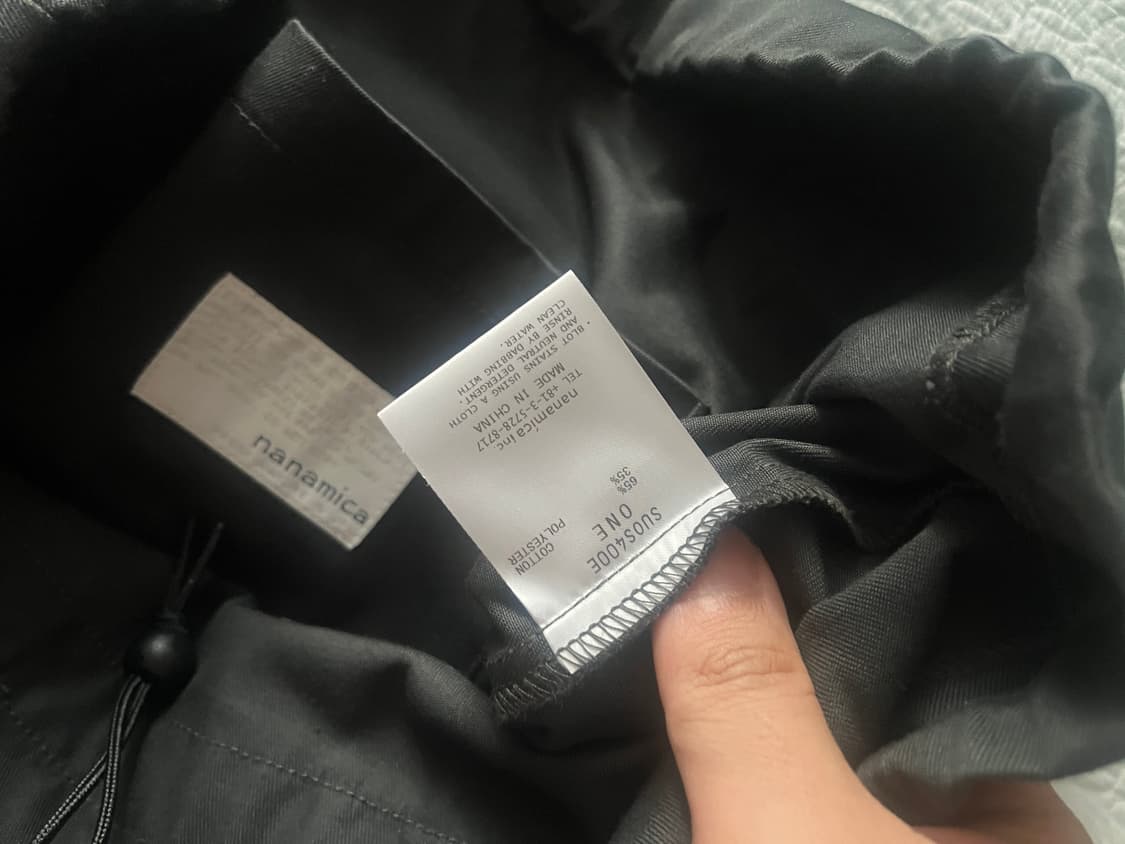 nanamica
SUOS400E
ONE
65% COTTON
35% POLYESTER
nanamica inc
TEL +81-3-5728-8717
MADE IN CHINA
・BLOT STAINS USING A CLOTH
AND NEUTRAL DETERGENT.
RINSE BY DABBING WITH
CLEAN WATER.